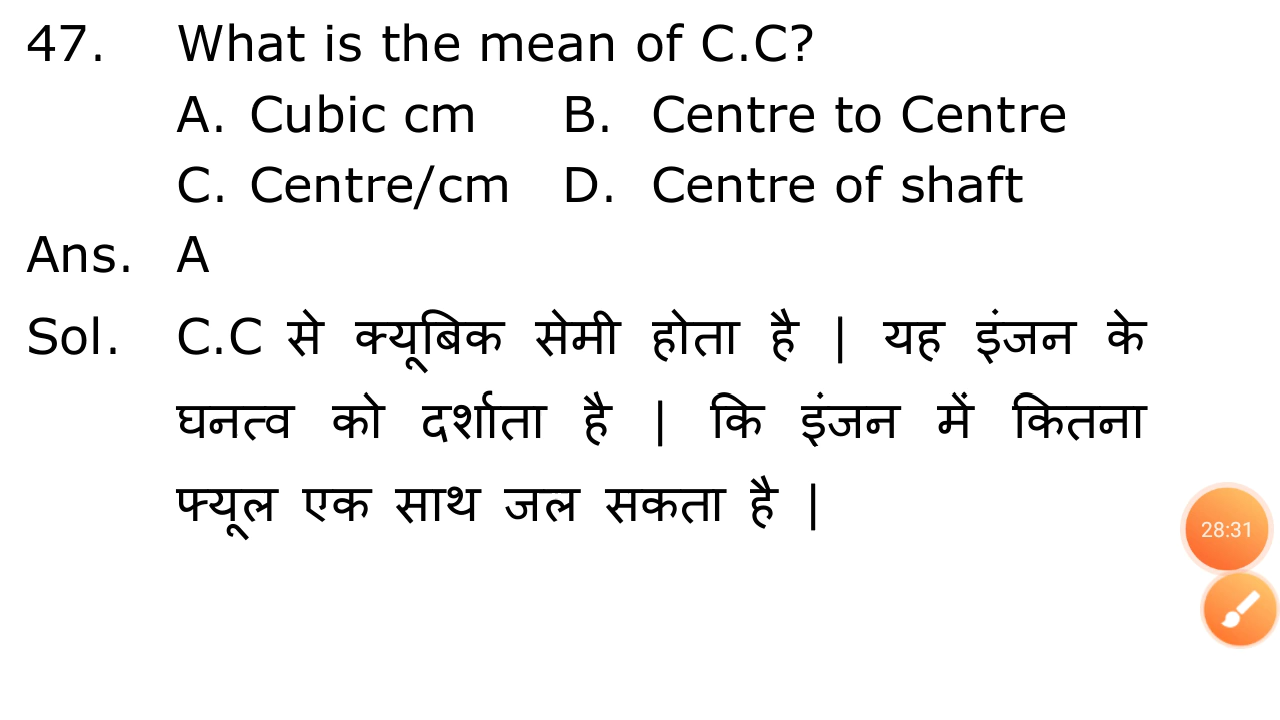 47. What is the mean of C.C?
A. Cubic cm B. Centre to Centre
C. Centre/cm D. Centre of shaft
Ans. A
Sol. C.C से क्यूबिक सेमी होता है | यह इंजन के
घनत्व को दर्शाता है | कि इंजन में कितना
फ्यूल एक साथ जल सकता है |
28:31